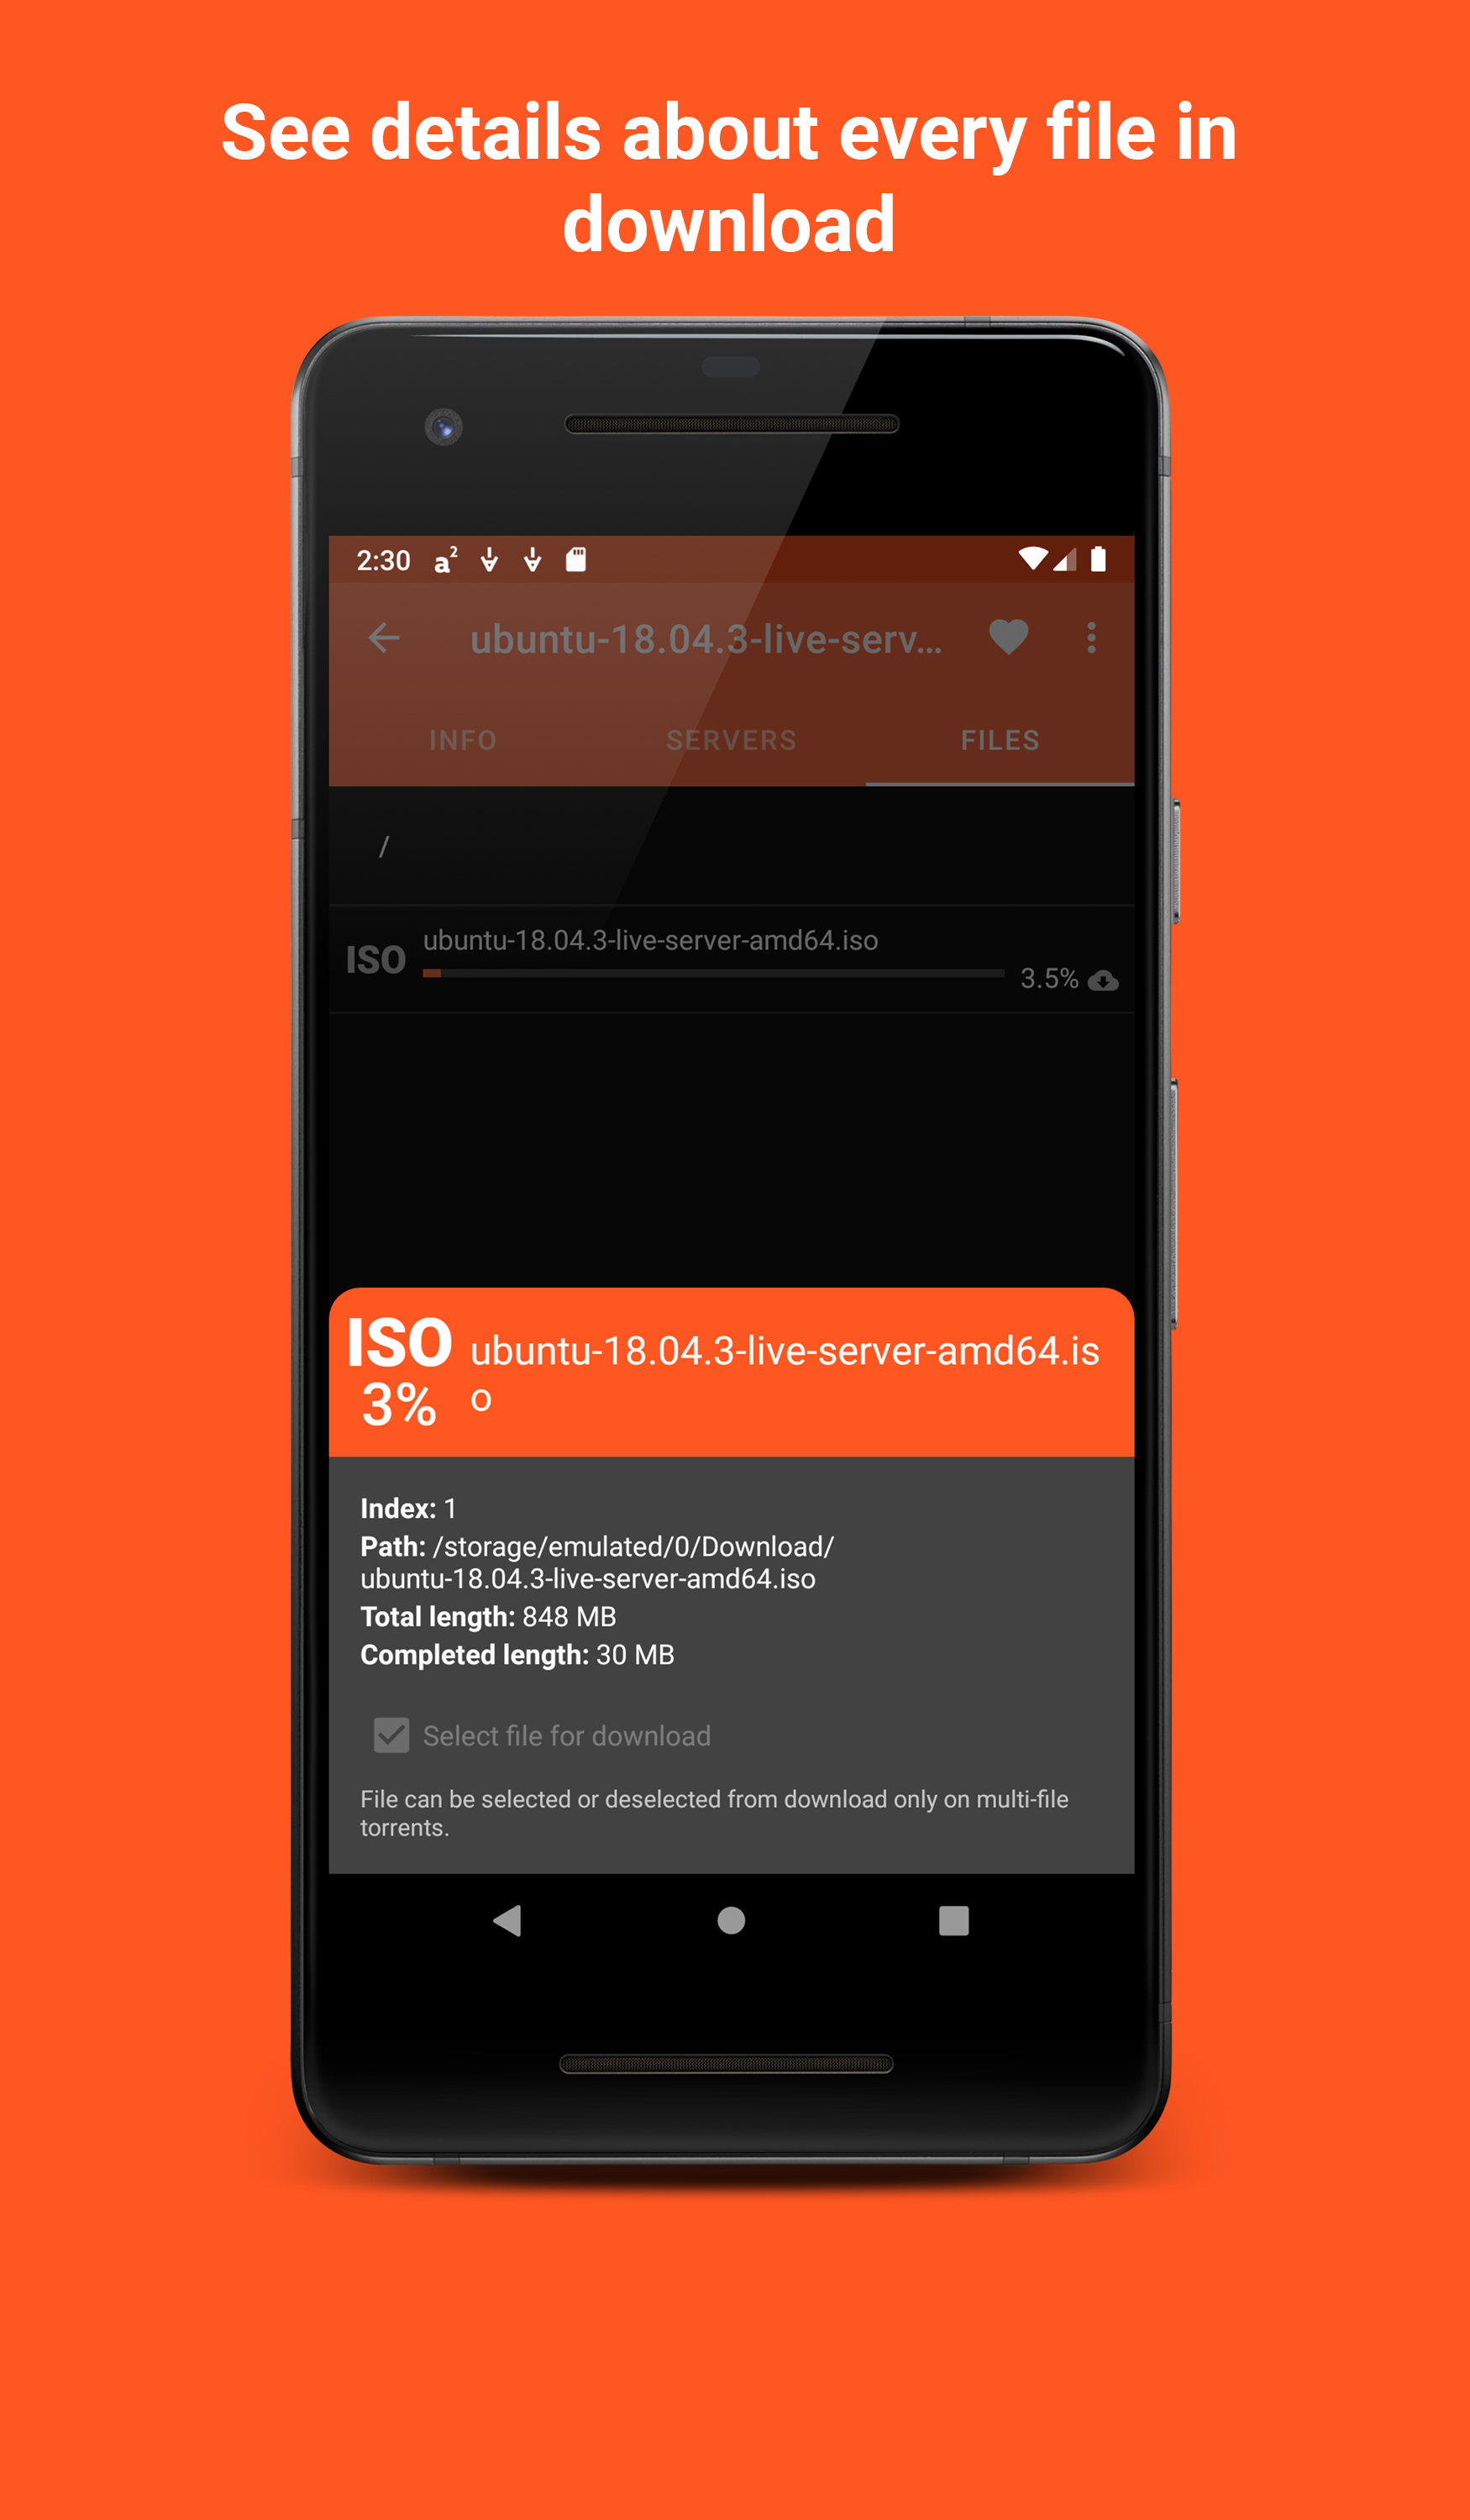 See details about every file in
download
2:30 a2
ubuntu-18.04.3-live-serv...
INFO SERVERS FILES
/
ISO ubuntu-18.04.3-live-server-amd64.iso
3.5%
ISO ubuntu-18.04.3-live-server-amd64.is
3% o
Index: 1
Path: /storage/emulated/0/Download/
ubuntu-18.04.3-live-server-amd64.iso
Total length: 848 MB
Completed length: 30 MB
Select file for download
File can be selected or deselected from download only on multi-file
torrents.